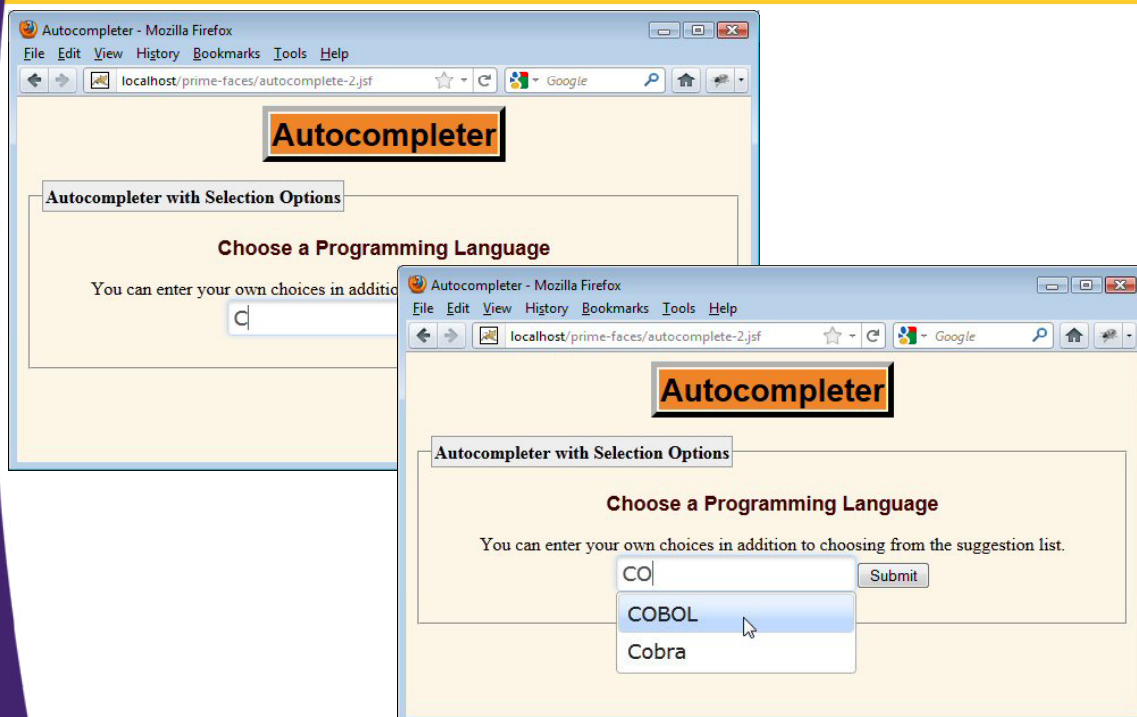 Autocompleter - Mozilla Firefox
File Edit View History Bookmarks Tools Help
localhost/prime-faces/autocomplete-2.jsf
Google
Autocompleter
Autocompleter with Selection Options
Choose a Programming Language
You can enter your own choices in additic
C
Autocompleter - Mozilla Firefox
File Edit View History Bookmarks Tools Help
localhost/prime-faces/autocomplete-2.jsf
Google
Autocompleter
Autocompleter with Selection Options
Choose a Programming Language
You can enter your own choices in addition to choosing from the suggestion list.
CO
Submit
COBOL
Cobra